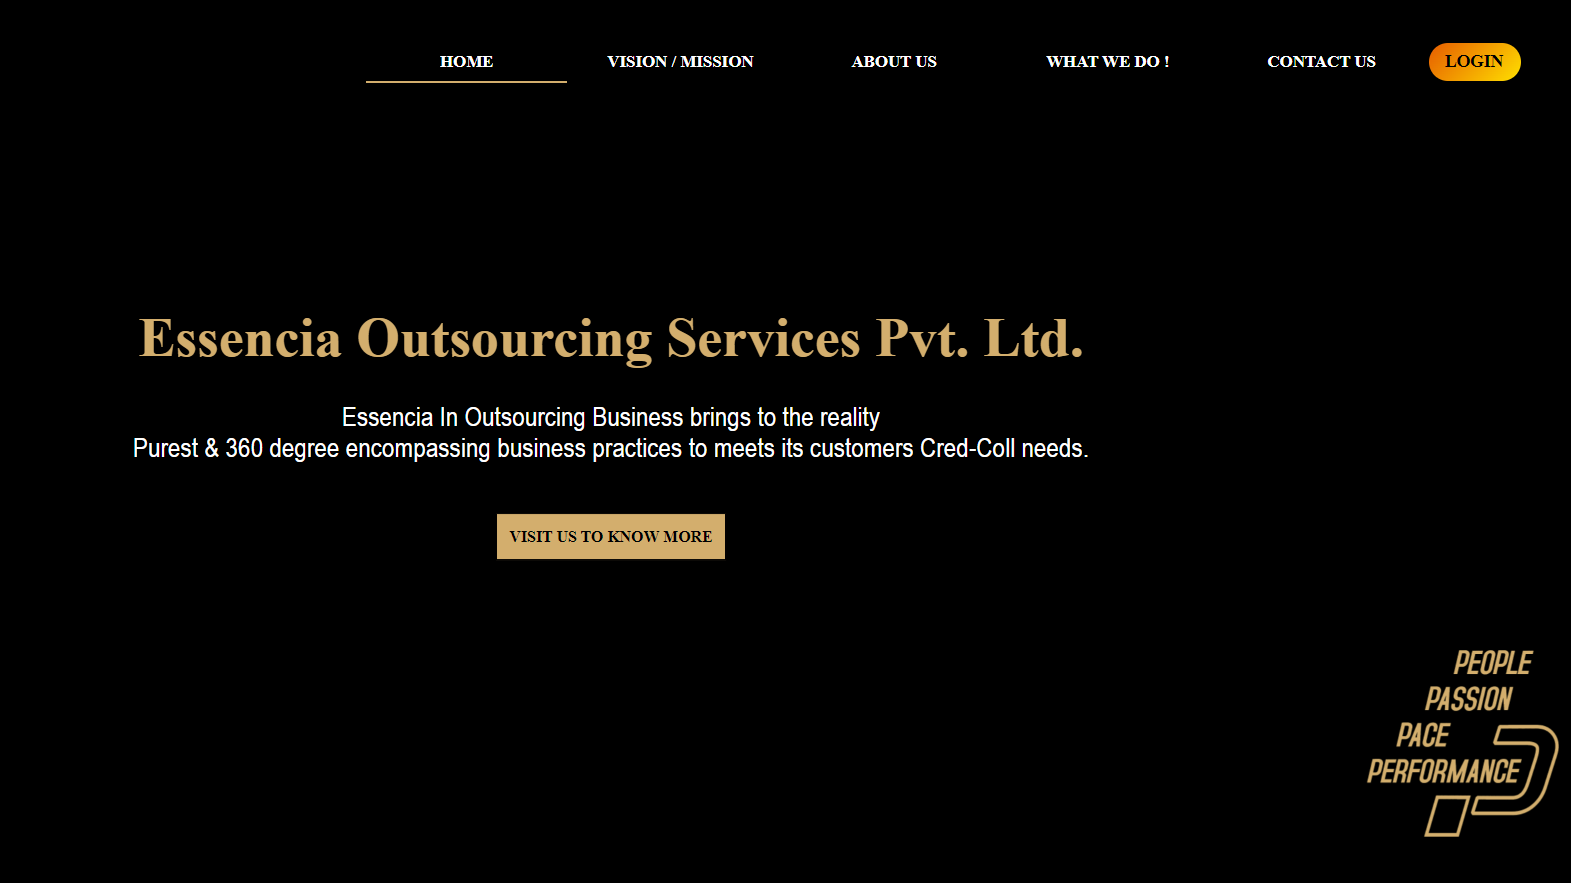 HOME VISION / MISSION ABOUT US WHAT WE DO ! CONTACT US LOGIN
Essencia Outsourcing Services Pvt. Ltd.
Essencia In Outsourcing Business brings to the reality
Purest & 360 degree encompassing business practices to meets its customers Cred-Coll needs.
VISIT US TO KNOW MORE
PEOPLE
PASSION
PACE
PERFORMANCE